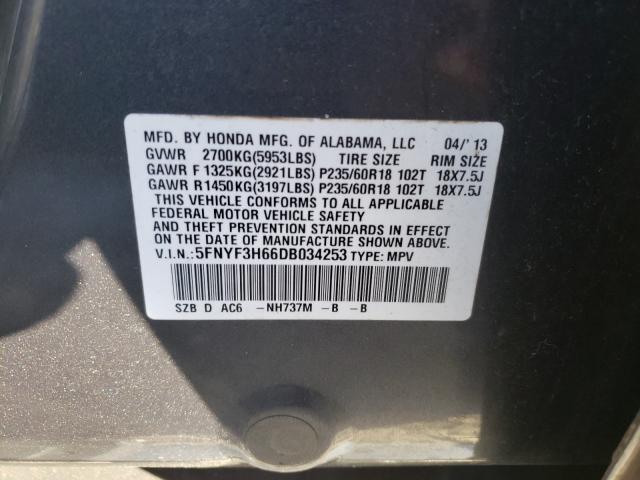 MFD. BY HONDA MFG. OF ALABAMA, LLC 04/'13
GVWR 2700KG(5953LBS) TIRE SIZE RIM SIZE
GAWR F 1325KG(2921LBS) P235/60R18 102T 18X7.5J
GAWR R 1450KG(3197LBS) P235/60R18 102T 18X7.5J
THIS VEHICLE CONFORMS TO ALL APPLICABLE
FEDERAL MOTOR VEHICLE SAFETY
AND THEFT PREVENTION STANDARDS IN EFFECT
ON THE DATE OF MANUFACTURE SHOWN ABOVE.
V.I.N.: 5FNYF3H66DB034253 TYPE: MPV
SZB D AC6 -NH737M -B -B